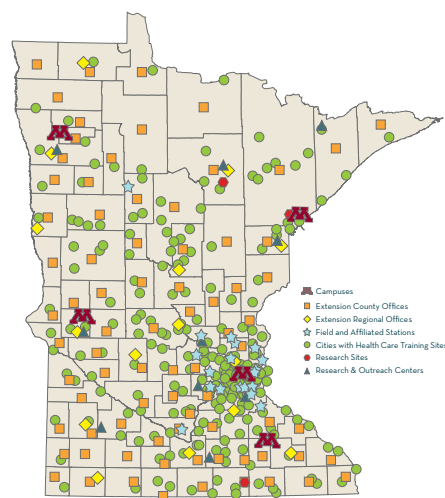 Campuses
Extension County Offices
Extension Regional Offices
Field and Affiliated Stations
Cities with Health Care Training Sites
Research Sites
Research & Outreach Centers